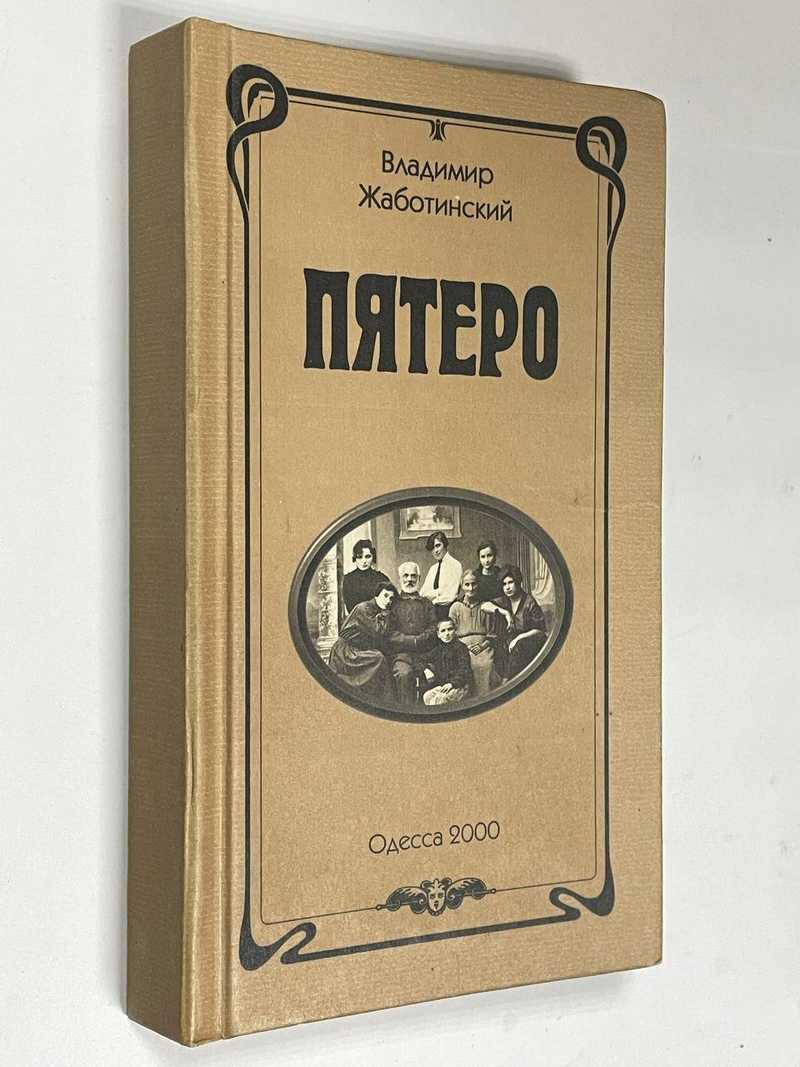 Владимир
Жаботинский
ПЯТЕРО
Одесса 2000